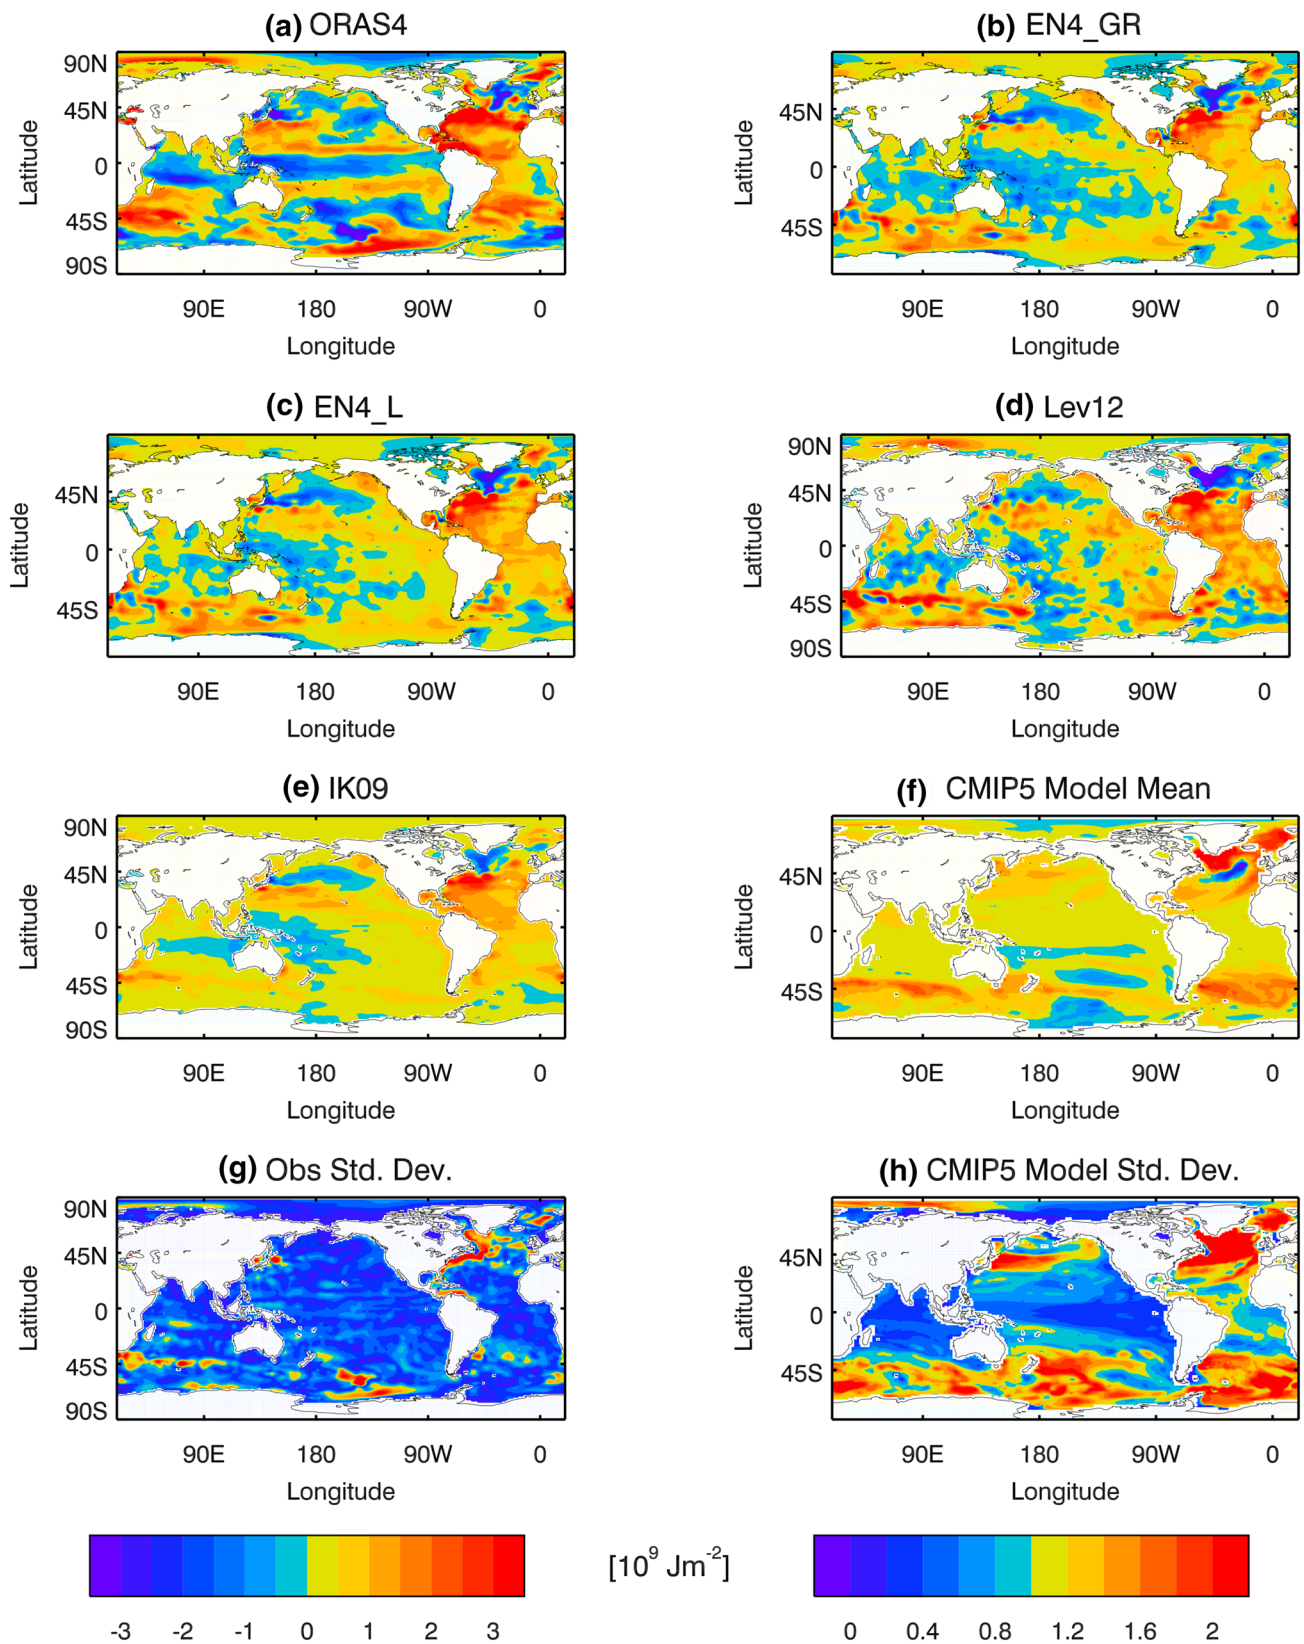 (a) ORAS4
(b) EN4_GR
90N
45N
0
45S
90S
Latitude
90E 180 90W 0
Longitude
45N
0
45S
Latitude
90E 180 90W 0
Longitude
(c) EN4_L
(d) Lev12
45N
0
45S
Latitude
90E 180 90W 0
Longitude
90N
45N
0
45S
90S
Latitude
90E 180 90W 0
Longitude
(e) IK09
(f) CMIP5 Model Mean
90N
45N
0
45S
90S
Latitude
90E 180 90W 0
Longitude
45N
0
45S
Latitude
90E 180 90W 0
Longitude
(g) Obs Std. Dev.
(h) CMIP5 Model Std. Dev.
90N
45N
0
45S
90S
Latitude
90E 180 90W 0
Longitude
45N
0
45S
Latitude
90E 180 90W 0
Longitude
-3 -2 -1 0 1 2 3
[10⁹ Jm⁻²]
0 0.4 0.8 1.2 1.6 2